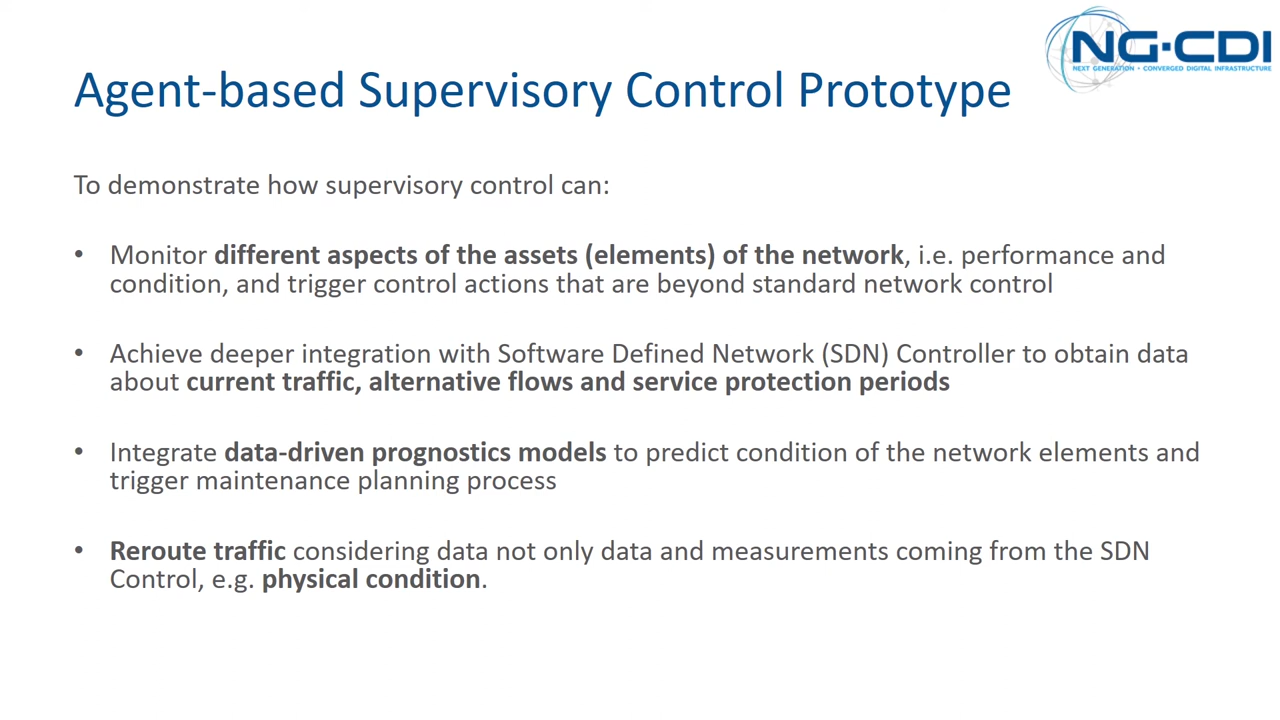 NG-CDI
NEXT GENERATION • CONVERGED DIGITAL INFRASTRUCTURE
Agent-based Supervisory Control Prototype
To demonstrate how supervisory control can:
• Monitor different aspects of the assets (elements) of the network, i.e. performance and
condition, and trigger control actions that are beyond standard network control
• Achieve deeper integration with Software Defined Network (SDN) Controller to obtain data
about current traffic, alternative flows and service protection periods
• Integrate data-driven prognostics models to predict condition of the network elements and
trigger maintenance planning process
• Reroute traffic considering data not only data and measurements coming from the SDN
Control, e.g. physical condition.